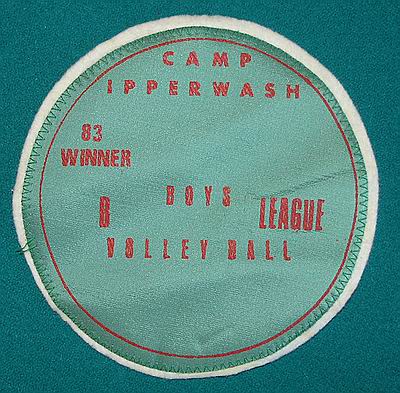 CAMP
IPPERWASH
83
WINNER
BOYS
B LEAGUE
VOLLEY BALL